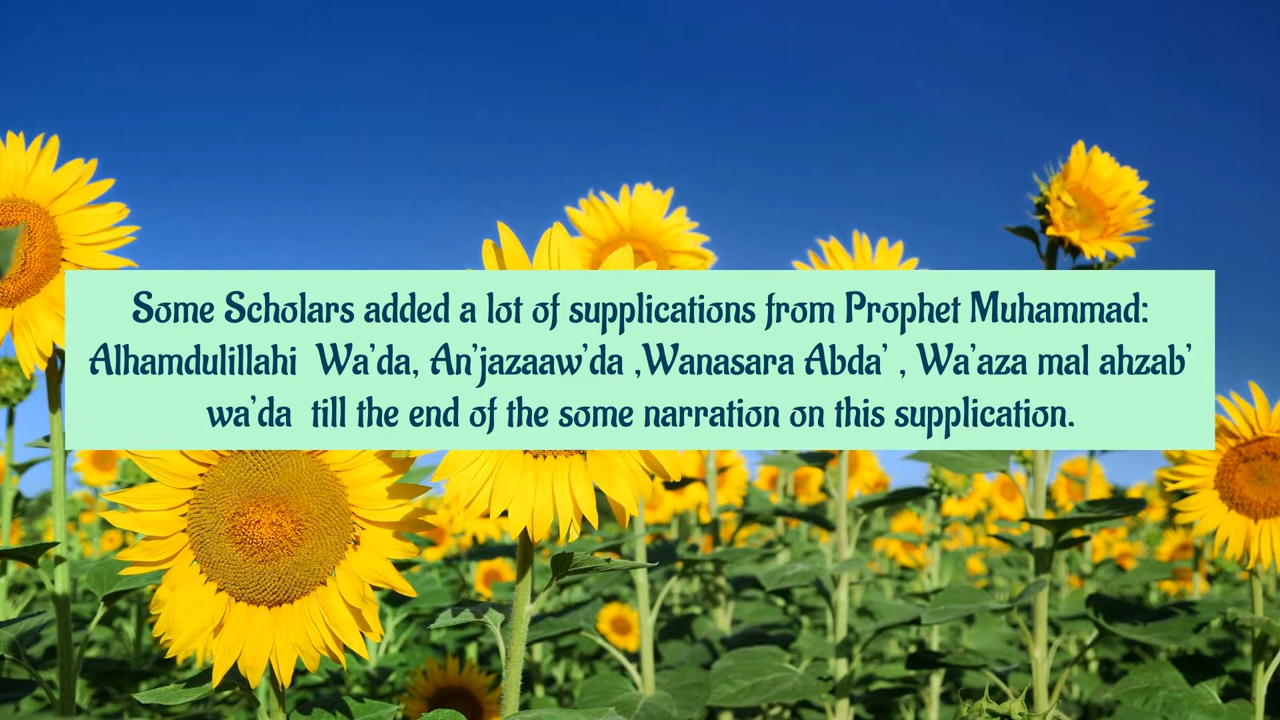 Some Scholars added a lot of supplications from Prophet Muhammad:
Alhamdulillahi  Wa'da, An'jazaaw'da ,Wanasara Abda' , Wa'aza mal ahzab'
wa'da  till the end of the some narration on this supplication.